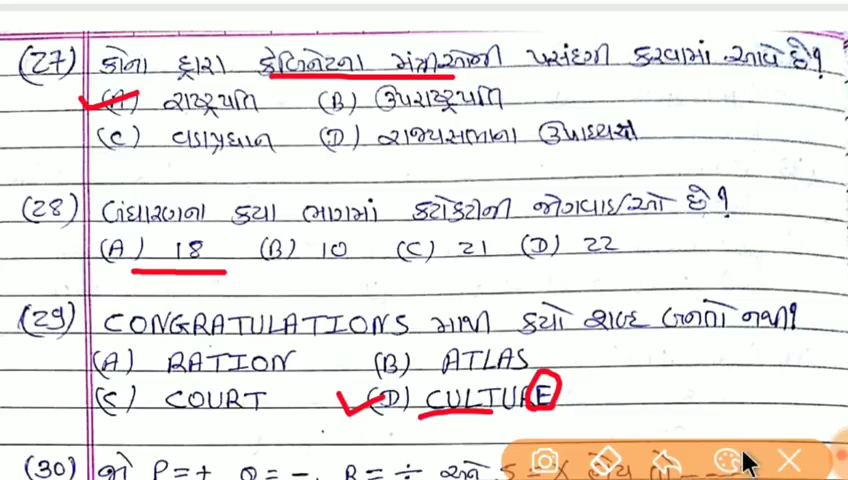 (27) કોના દ્વારા કેબિનેટના મંત્રીઓની પસંદગી કરવામાં આવે છે?
(A) રાષ્ટ્રપતિ (B) ઉપરાષ્ટ્રપતિ
(C) વડાપ્રધાન (D) રાજ્યસભાના ઉપાધ્યક્ષ
(28) બંધારણના કયા ભાગમાં કટોકટીની જોગવાઈઓ છે?
(A) 18 (B) 10 (C) 21 (D) 22
(29) CONGRATULATIONS માથી કયો શબ્દ બનતો નથી?
(A) RATION (B) ATLAS
(C) COURT (D) CULTURE
(30) જો P=+, Q=-, R=÷ અને S=×